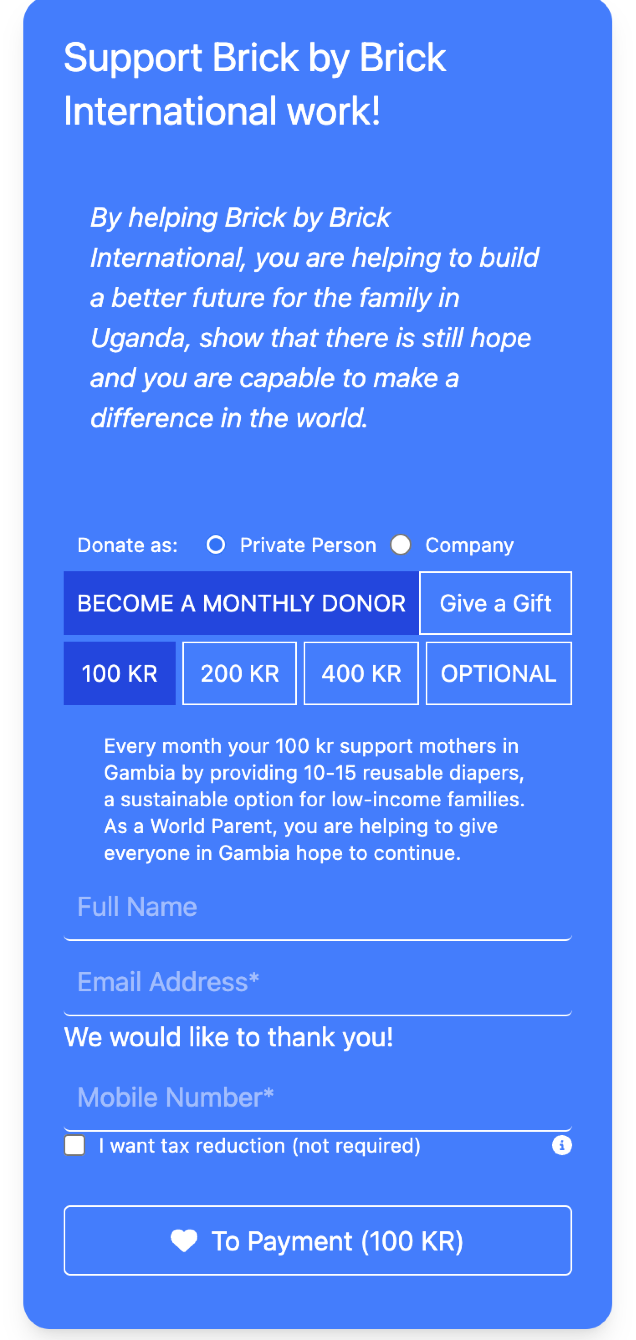 Support Brick by Brick
International work!
By helping Brick by Brick
International, you are helping to build
a better future for the family in
Uganda, show that there is still hope
and you are capable to make a
difference in the world.
Donate as: Private Person Company
BECOME A MONTHLY DONOR Give a Gift
100 KR 200 KR 400 KR OPTIONAL
Every month your 100 kr support mothers in
Gambia by providing 10-15 reusable diapers,
a sustainable option for low-income families.
As a World Parent, you are helping to give
everyone in Gambia hope to continue.
Full Name
Email Address*
We would like to thank you!
Mobile Number*
I want tax reduction (not required)
To Payment (100 KR)